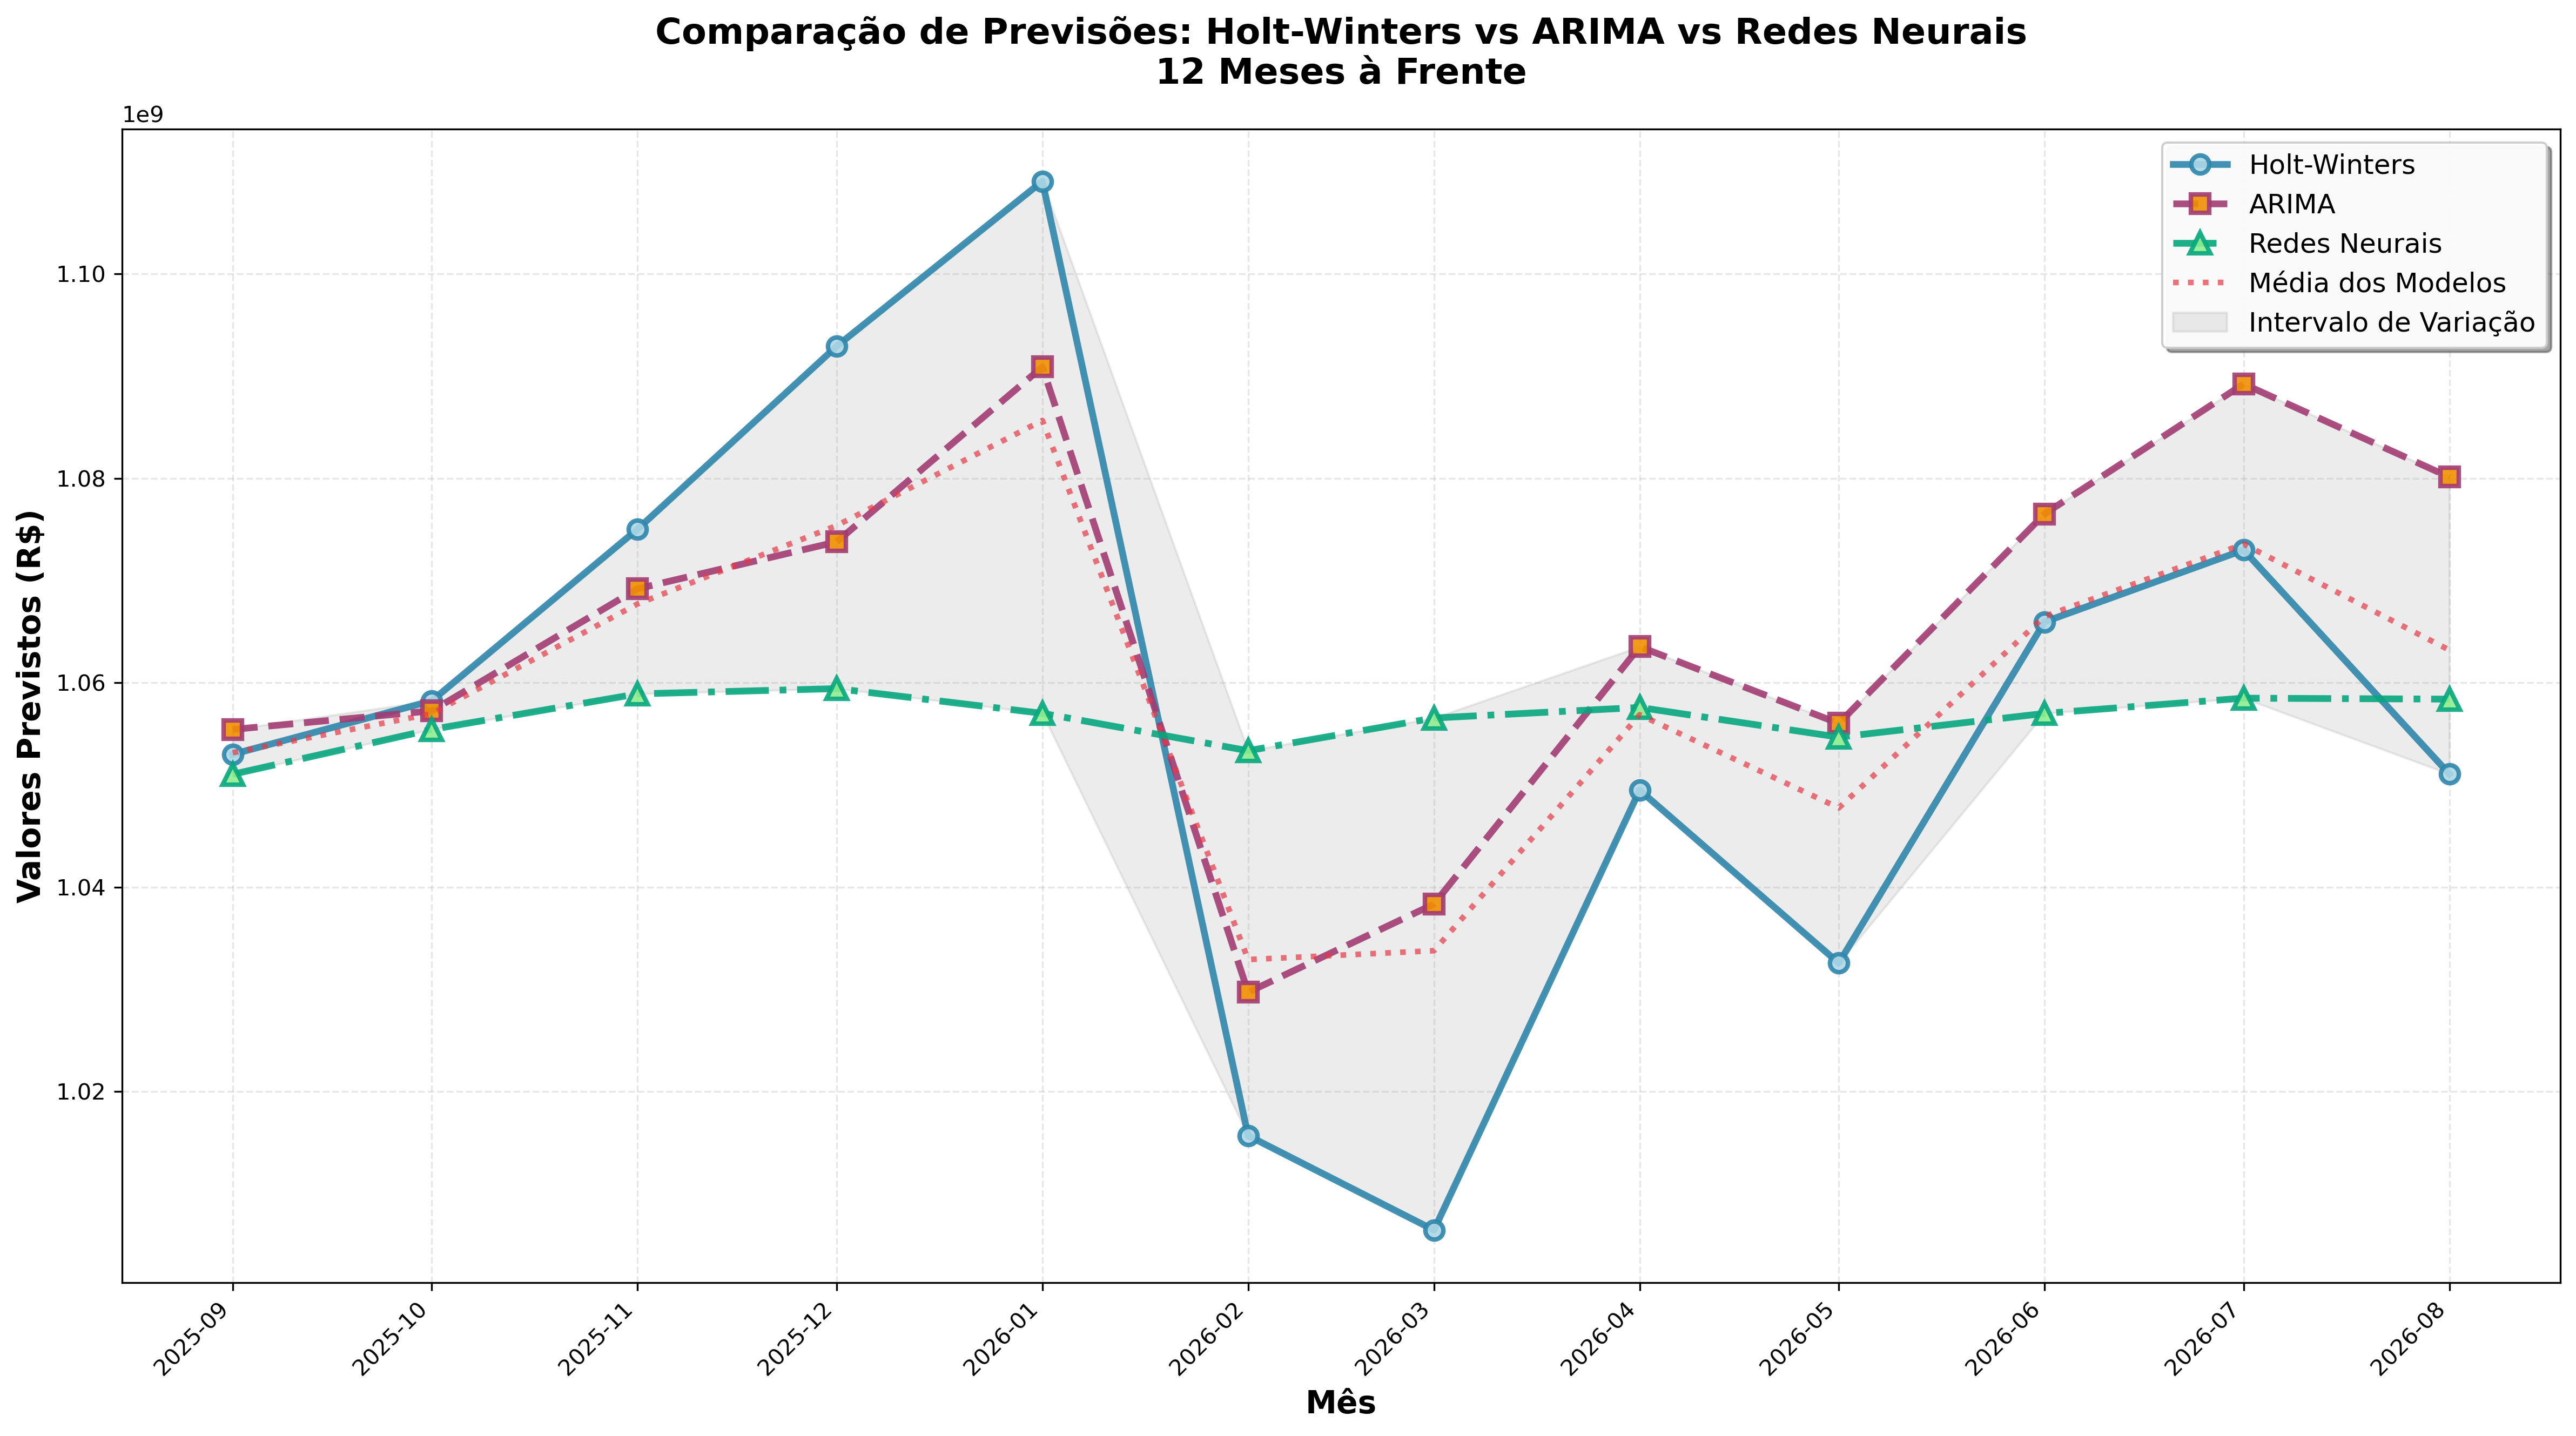 Comparação de Previsões: Holt-Winters vs ARIMA vs Redes Neurais
12 Meses à Frente
1e9
Holt-Winters
ARIMA
Redes Neurais
Média dos Modelos
Intervalo de Variação
Valores Previstos (R$)
1.10
1.08
1.06
1.04
1.02
2025-09
2025-10
2025-11
2025-12
2026-01
2026-02
2026-03
2026-04
2026-05
2026-06
2026-07
2026-08
Mês